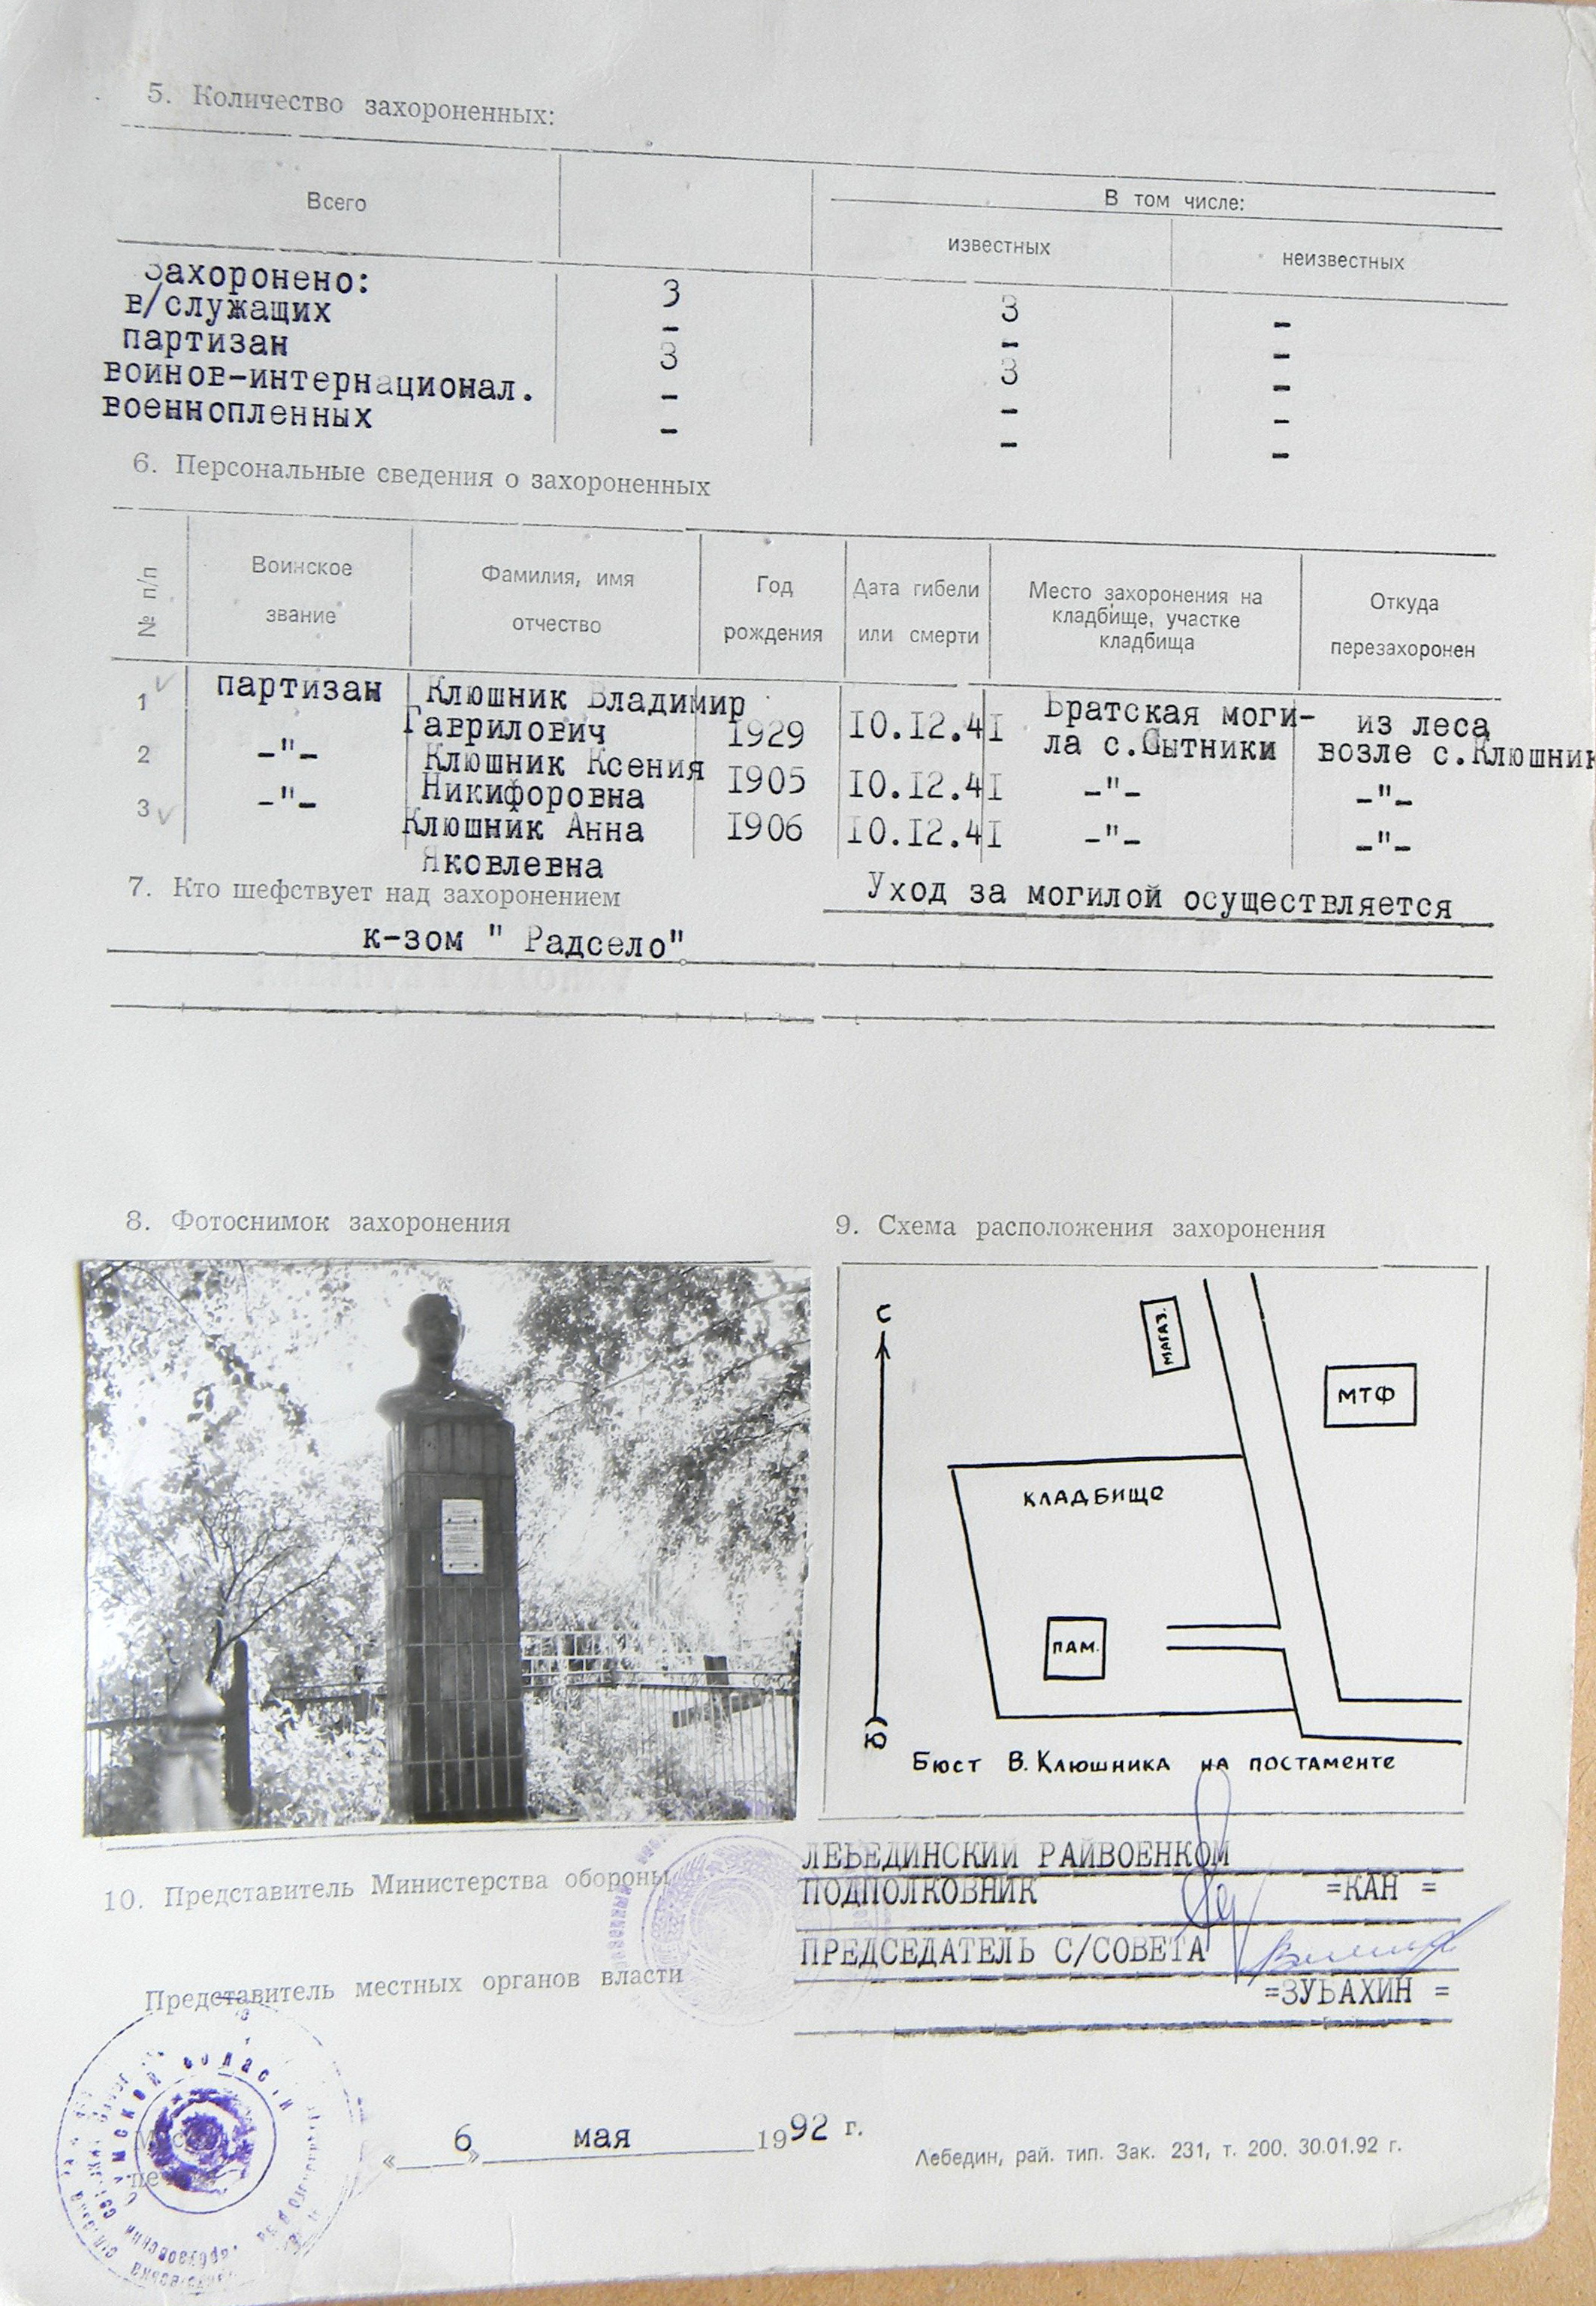 5. Количество захороненных:
Всего
В том числе:
известных
неизвестных
Захоронено: 3 3 -
в/служащих - - -
партизан 3 3 -
воинов-интернационал. - - -
военнопленных - - -
6. Персональные сведения о захороненных
№ п/п
Воинское
звание
Фамилия, имя
отчество
Год
рождения
Дата гибели
или смерти
Место захоронения на
кладбище, участке
кладбища
Откуда
перезахоронен
1 партизан Клюшник Владимир
Гаврилович 1929 10.12.41 Братская моги- из леса
ла с.Сытники возле с.Клюшник
2 -"- Клюшник Ксения
Никифоровна 1905 10.12.41 -"- -"-
3 -"- Клюшник Анна 1906 10.12.41 -"- -"-
Яковлевна
7. Кто шефствует над захоронением Уход за могилой осуществляется
к-зом " Радсело"
8. Фотоснимок захоронения
9. Схема расположения захоронения
С
МАГАЗ.
МТФ
КЛАДБИЩЕ
ПАМ.
Ю
Бюст В. Клюшника на постаменте
10. Представитель Министерства обороны
ЛЕБЕДИНСКИЙ РАЙВОЕНКОМ
ПОДПОЛКОВНИК =КАН =
ПРЕДСЕДАТЕЛЬ С/СОВЕТА
Представитель местных органов власти
=ЗУБАХИН =
« 6 » мая 1992 г.
Лебедин, рай. тип. Зак. 231, т. 200. 30.01.92 г.